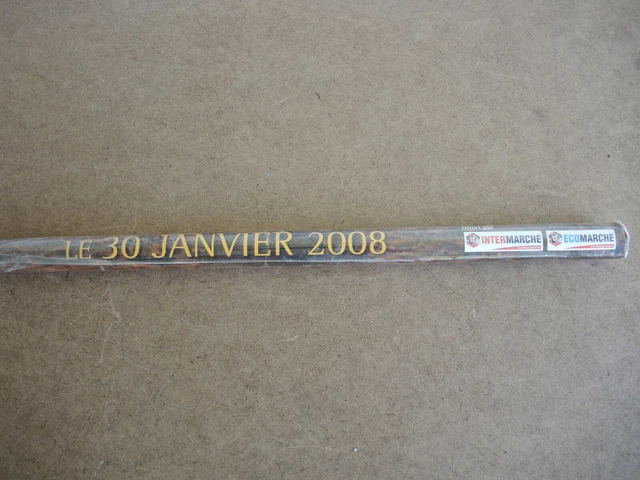 LE 30 JANVIER 2008
INTERMARCHE
ECOMARCHE